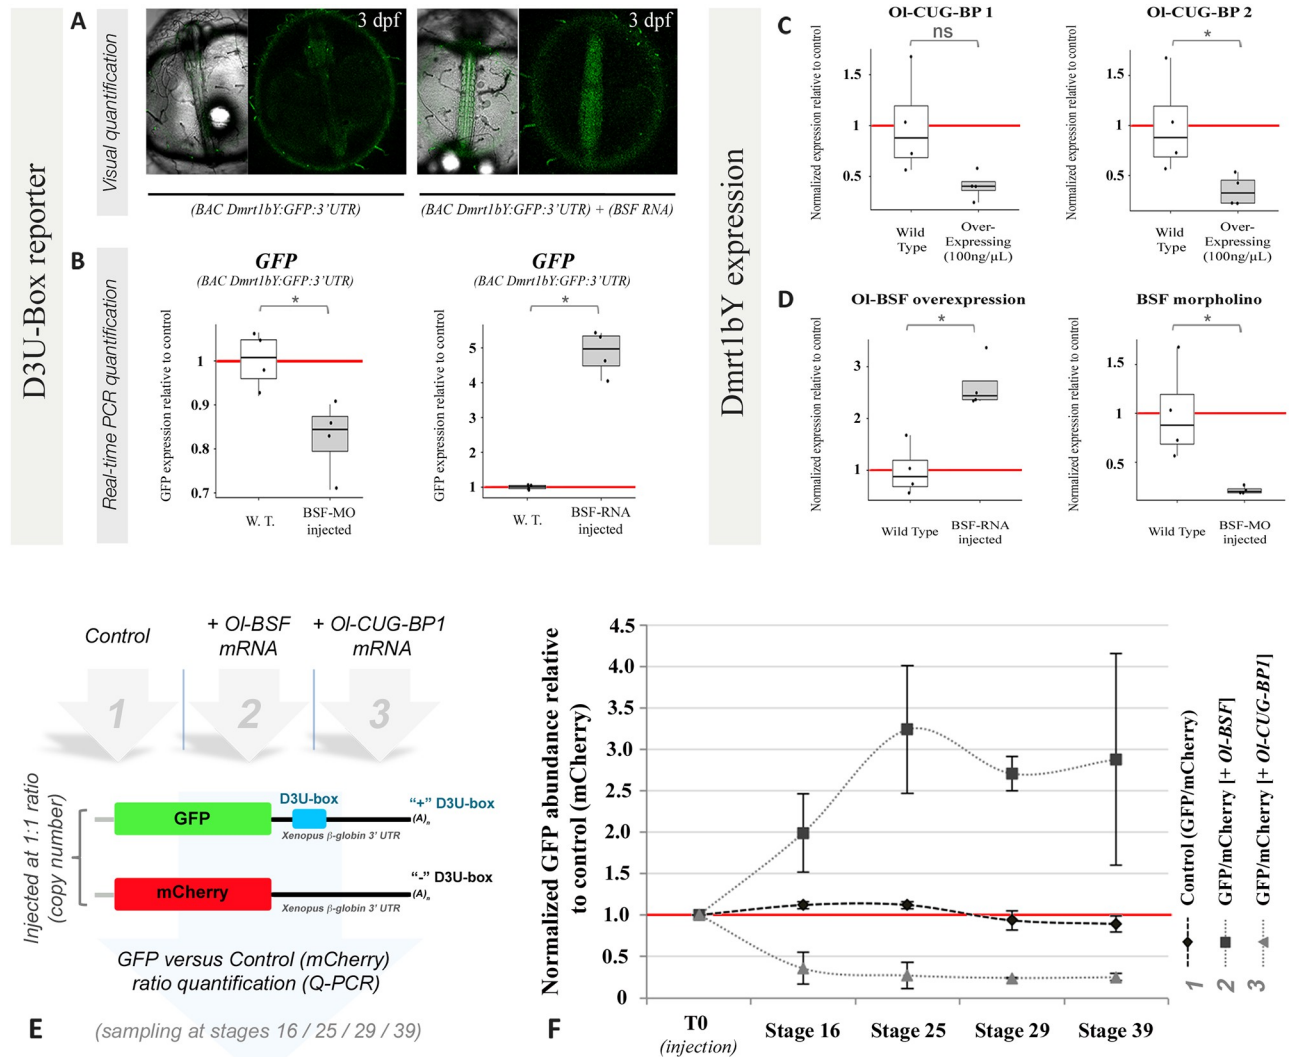 D3U-Box reporter
Visual quantification
A
3 dpf
3 dpf
(BAC Dmrt1bY:GFP:3'UTR)
(BAC Dmrt1bY:GFP:3'UTR) + (BSF RNA)
Real-time PCR quantification
B
GFP
(BAC Dmrt1bY:GFP:3'UTR)
*
GFP expression relative to control
1
0.9
0.8
0.7
W. T.
BSF-MO
injected
GFP
(BAC Dmrt1bY:GFP:3'UTR)
*
GFP expression relative to control
5
4
3
2
1
W. T.
BSF-RNA
injected
Dmrt1bY expression
C
Ol-CUG-BP 1
ns
Normalized expression relative to control
1.5
1
0.5
Wild
Type
Over-
Expressing
(100ng/µL)
Ol-CUG-BP 2
*
Normalized expression relative to control
1.5
1
0.5
Wild
Type
Over-
Expressing
(100ng/µL)
D
Ol-BSF overexpression
*
Normalized expression relative to control
3
2
1
Wild Type
BSF-RNA
injected
BSF morpholino
*
Normalized expression relative to control
1.5
1
0.5
Wild Type
BSF-MO
injected
Control
+ Ol-BSF
mRNA
+ Ol-CUG-BP1
mRNA
1
2
3
Injected at 1:1 ratio
(copy number)
GFP
D3U-box
"+" D3U-box
(A)n
Xenopus β-globin 3' UTR
mCherry
"-" D3U-box
(A)n
Xenopus β-globin 3' UTR
GFP versus Control (mCherry)
ratio quantification (Q-PCR)
E
(sampling at stages 16 / 25 / 29 / 39)
Normalized GFP abundance relative
to control (mCherry)
4.5
4.0
3.5
3.0
2.5
2.0
1.5
1.0
0.5
0
F
T0
(injection)
Stage 16
Stage 25
Stage 29
Stage 39
1 Control (GFP/mCherry)
2 GFP/mCherry [+ Ol-BSF]
3 GFP/mCherry [+ Ol-CUG-BP1]